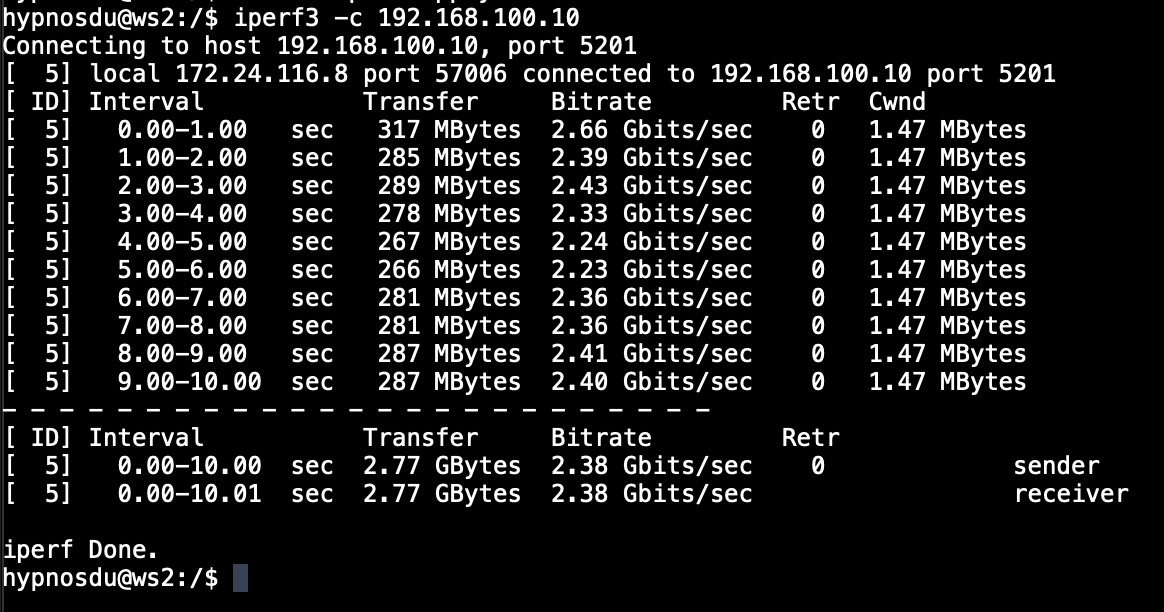 hypnosdu@ws2:/$ iperf3 -c 192.168.100.10
Connecting to host 192.168.100.10, port 5201
[  5] local 172.24.116.8 port 57006 connected to 192.168.100.10 port 5201
[ ID] Interval           Transfer     Bitrate         Retr  Cwnd
[  5]   0.00-1.00   sec   317 MBytes  2.66 Gbits/sec    0   1.47 MBytes
[  5]   1.00-2.00   sec   285 MBytes  2.39 Gbits/sec    0   1.47 MBytes
[  5]   2.00-3.00   sec   289 MBytes  2.43 Gbits/sec    0   1.47 MBytes
[  5]   3.00-4.00   sec   278 MBytes  2.33 Gbits/sec    0   1.47 MBytes
[  5]   4.00-5.00   sec   267 MBytes  2.24 Gbits/sec    0   1.47 MBytes
[  5]   5.00-6.00   sec   266 MBytes  2.23 Gbits/sec    0   1.47 MBytes
[  5]   6.00-7.00   sec   281 MBytes  2.36 Gbits/sec    0   1.47 MBytes
[  5]   7.00-8.00   sec   281 MBytes  2.36 Gbits/sec    0   1.47 MBytes
[  5]   8.00-9.00   sec   287 MBytes  2.41 Gbits/sec    0   1.47 MBytes
[  5]   9.00-10.00  sec   287 MBytes  2.40 Gbits/sec    0   1.47 MBytes
- - - - - - - - - - - - - - - - - - - - - - - - -
[ ID] Interval           Transfer     Bitrate         Retr
[  5]   0.00-10.00  sec  2.77 GBytes  2.38 Gbits/sec    0             sender
[  5]   0.00-10.01  sec  2.77 GBytes  2.38 Gbits/sec                  receiver

iperf Done.
hypnosdu@ws2:/$